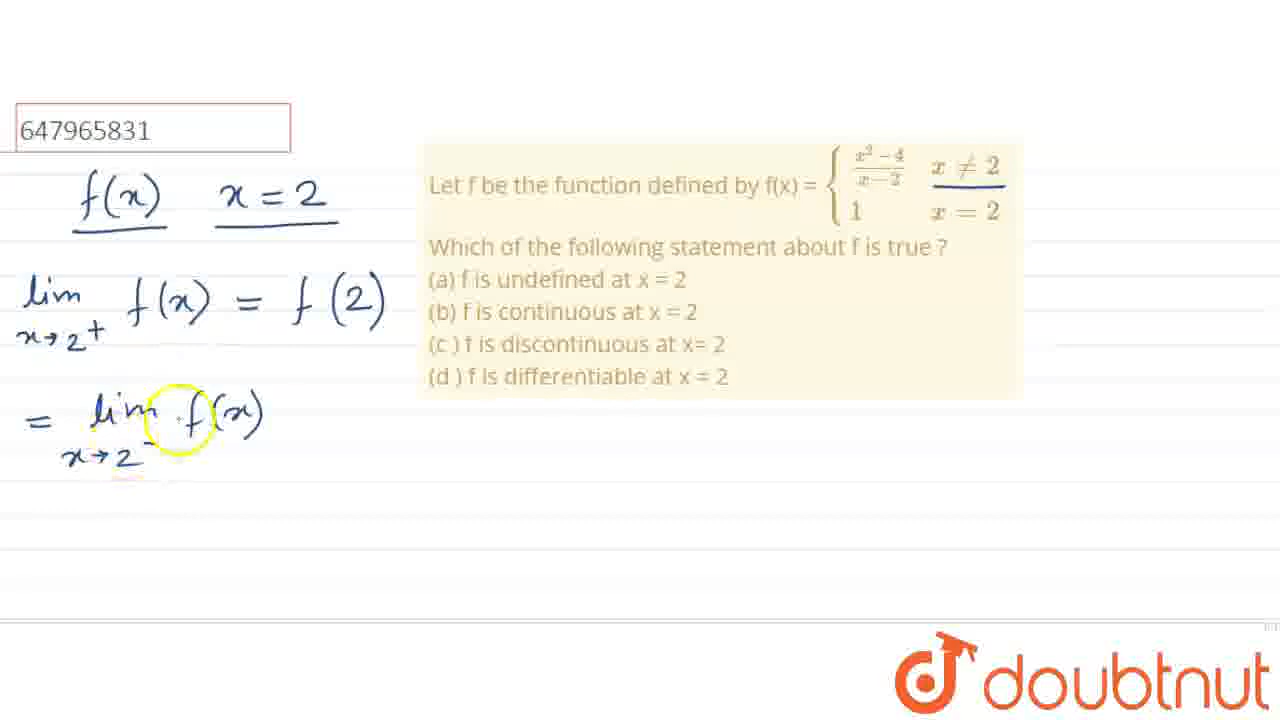 647965831
f(x) x = 2
lim f(x) = f(2)
x→2⁺
= lim f(x)
x→2⁻
Let f be the function defined by f(x) = { (x² − 4)/(x − 2) x ≠ 2
1 x = 2
Which of the following statement about f is true ?
(a) f is undefined at x = 2
(b) f is continuous at x = 2
(c ) f is discontinuous at x= 2
(d ) f is differentiable at x = 2
doubtnut